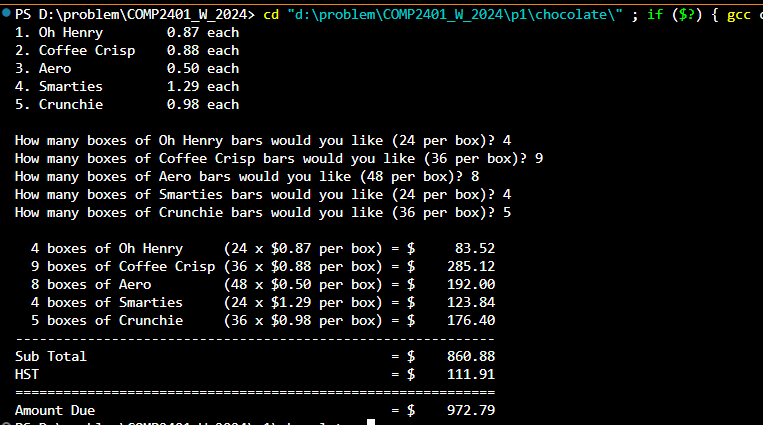 PS D:\problem\COMP2401_W_2024> cd "d:\problem\COMP2401_W_2024\p1\chocolate\" ; if ($?) { gcc
1. Oh Henry        0.87 each
2. Coffee Crisp    0.88 each
3. Aero            0.50 each
4. Smarties        1.29 each
5. Crunchie        0.98 each
How many boxes of Oh Henry bars would you like (24 per box)? 4
How many boxes of Coffee Crisp bars would you like (36 per box)? 9
How many boxes of Aero bars would you like (48 per box)? 8
How many boxes of Smarties bars would you like (24 per box)? 4
How many boxes of Crunchie bars would you like (36 per box)? 5
4 boxes of Oh Henry     (24 x $0.87 per box) = $     83.52
9 boxes of Coffee Crisp (36 x $0.88 per box) = $    285.12
8 boxes of Aero         (48 x $0.50 per box) = $    192.00
4 boxes of Smarties     (24 x $1.29 per box) = $    123.84
5 boxes of Crunchie     (36 x $0.98 per box) = $    176.40
------------------------------------------------------------
Sub Total                                      = $    860.88
HST                                            = $    111.91
============================================================
Amount Due                                     = $    972.79